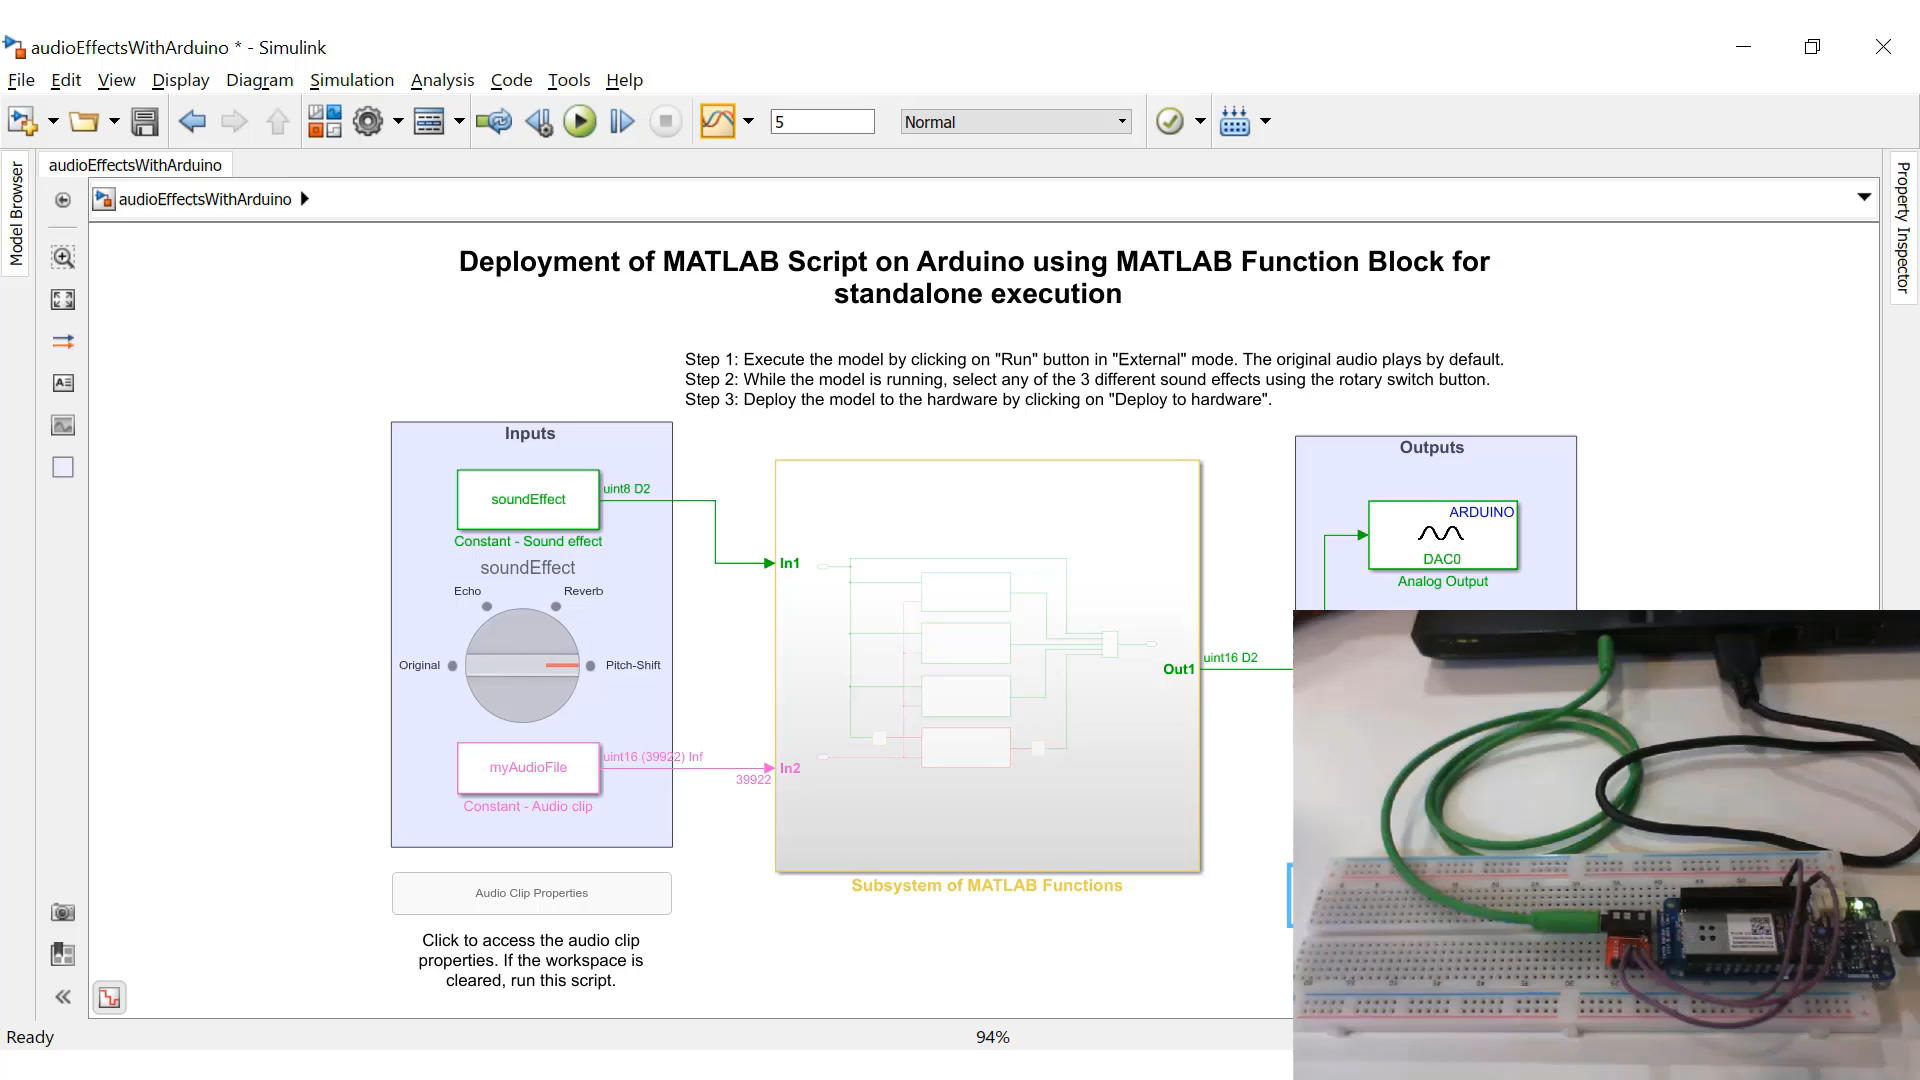 audioEffectsWithArduino * - Simulink
File Edit View Display Diagram Simulation Analysis Code Tools Help
5
Normal
Model Browser
audioEffectsWithArduino
audioEffectsWithArduino
Property Inspector
Deployment of MATLAB Script on Arduino using MATLAB Function Block for
standalone execution
Step 1: Execute the model by clicking on "Run" button in "External" mode. The original audio plays by default.
Step 2: While the model is running, select any of the 3 different sound effects using the rotary switch button.
Step 3: Deploy the model to the hardware by clicking on "Deploy to hardware".
Inputs
soundEffect
uint8 D2
Constant - Sound effect
soundEffect
Echo
Reverb
Original
Pitch-Shift
myAudioFile
uint16 (39922) Inf
39922
Constant - Audio clip
Audio Clip Properties
Click to access the audio clip
properties. If the workspace is
cleared, run this script.
In1
In2
Out1
uint16 D2
Subsystem of MATLAB Functions
Outputs
ARDUINO
DAC0
Analog Output
Ready
94%